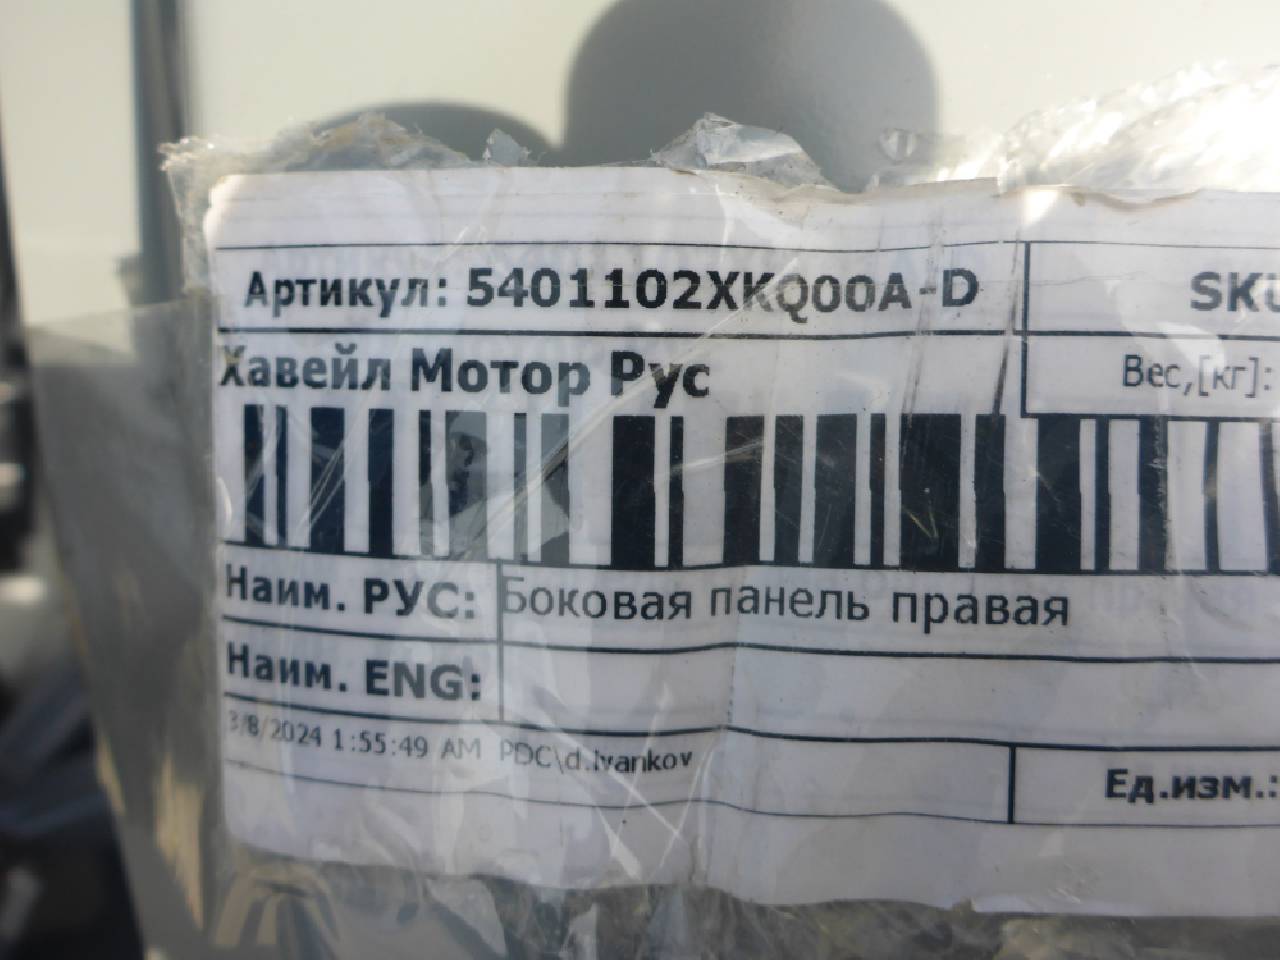 Артикул: 5401102XKQ00A-D
Хавейл Мотор Рус
Вес,[кг]:
Наим. РУС: Боковая панель правая
Наим. ENG:
3/8/2024 1:55:49 AM PDC\d.ivankov
Ед.изм.: